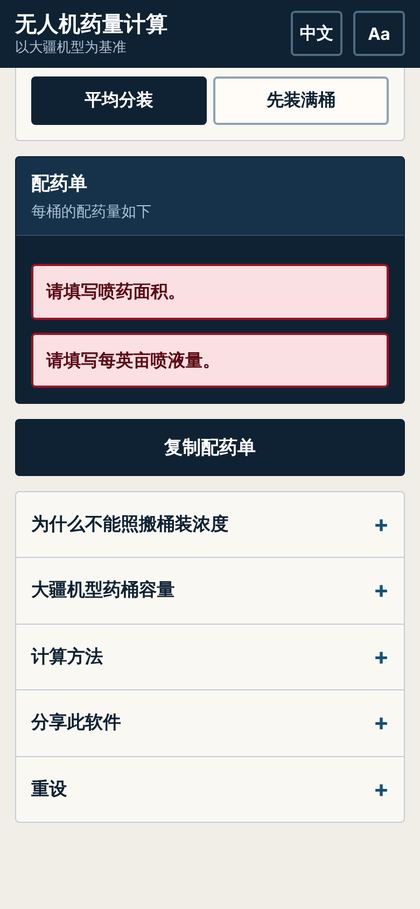 无人机药量计算
以大疆机型为基准
中文
Aa
平均分装
先装满桶
配药单
每桶的配药量如下
请填写喷药面积。
请填写每英亩喷液量。
复制配药单
为什么不能照搬桶装浓度 +
大疆机型药桶容量 +
计算方法 +
分享此软件 +
重设 +